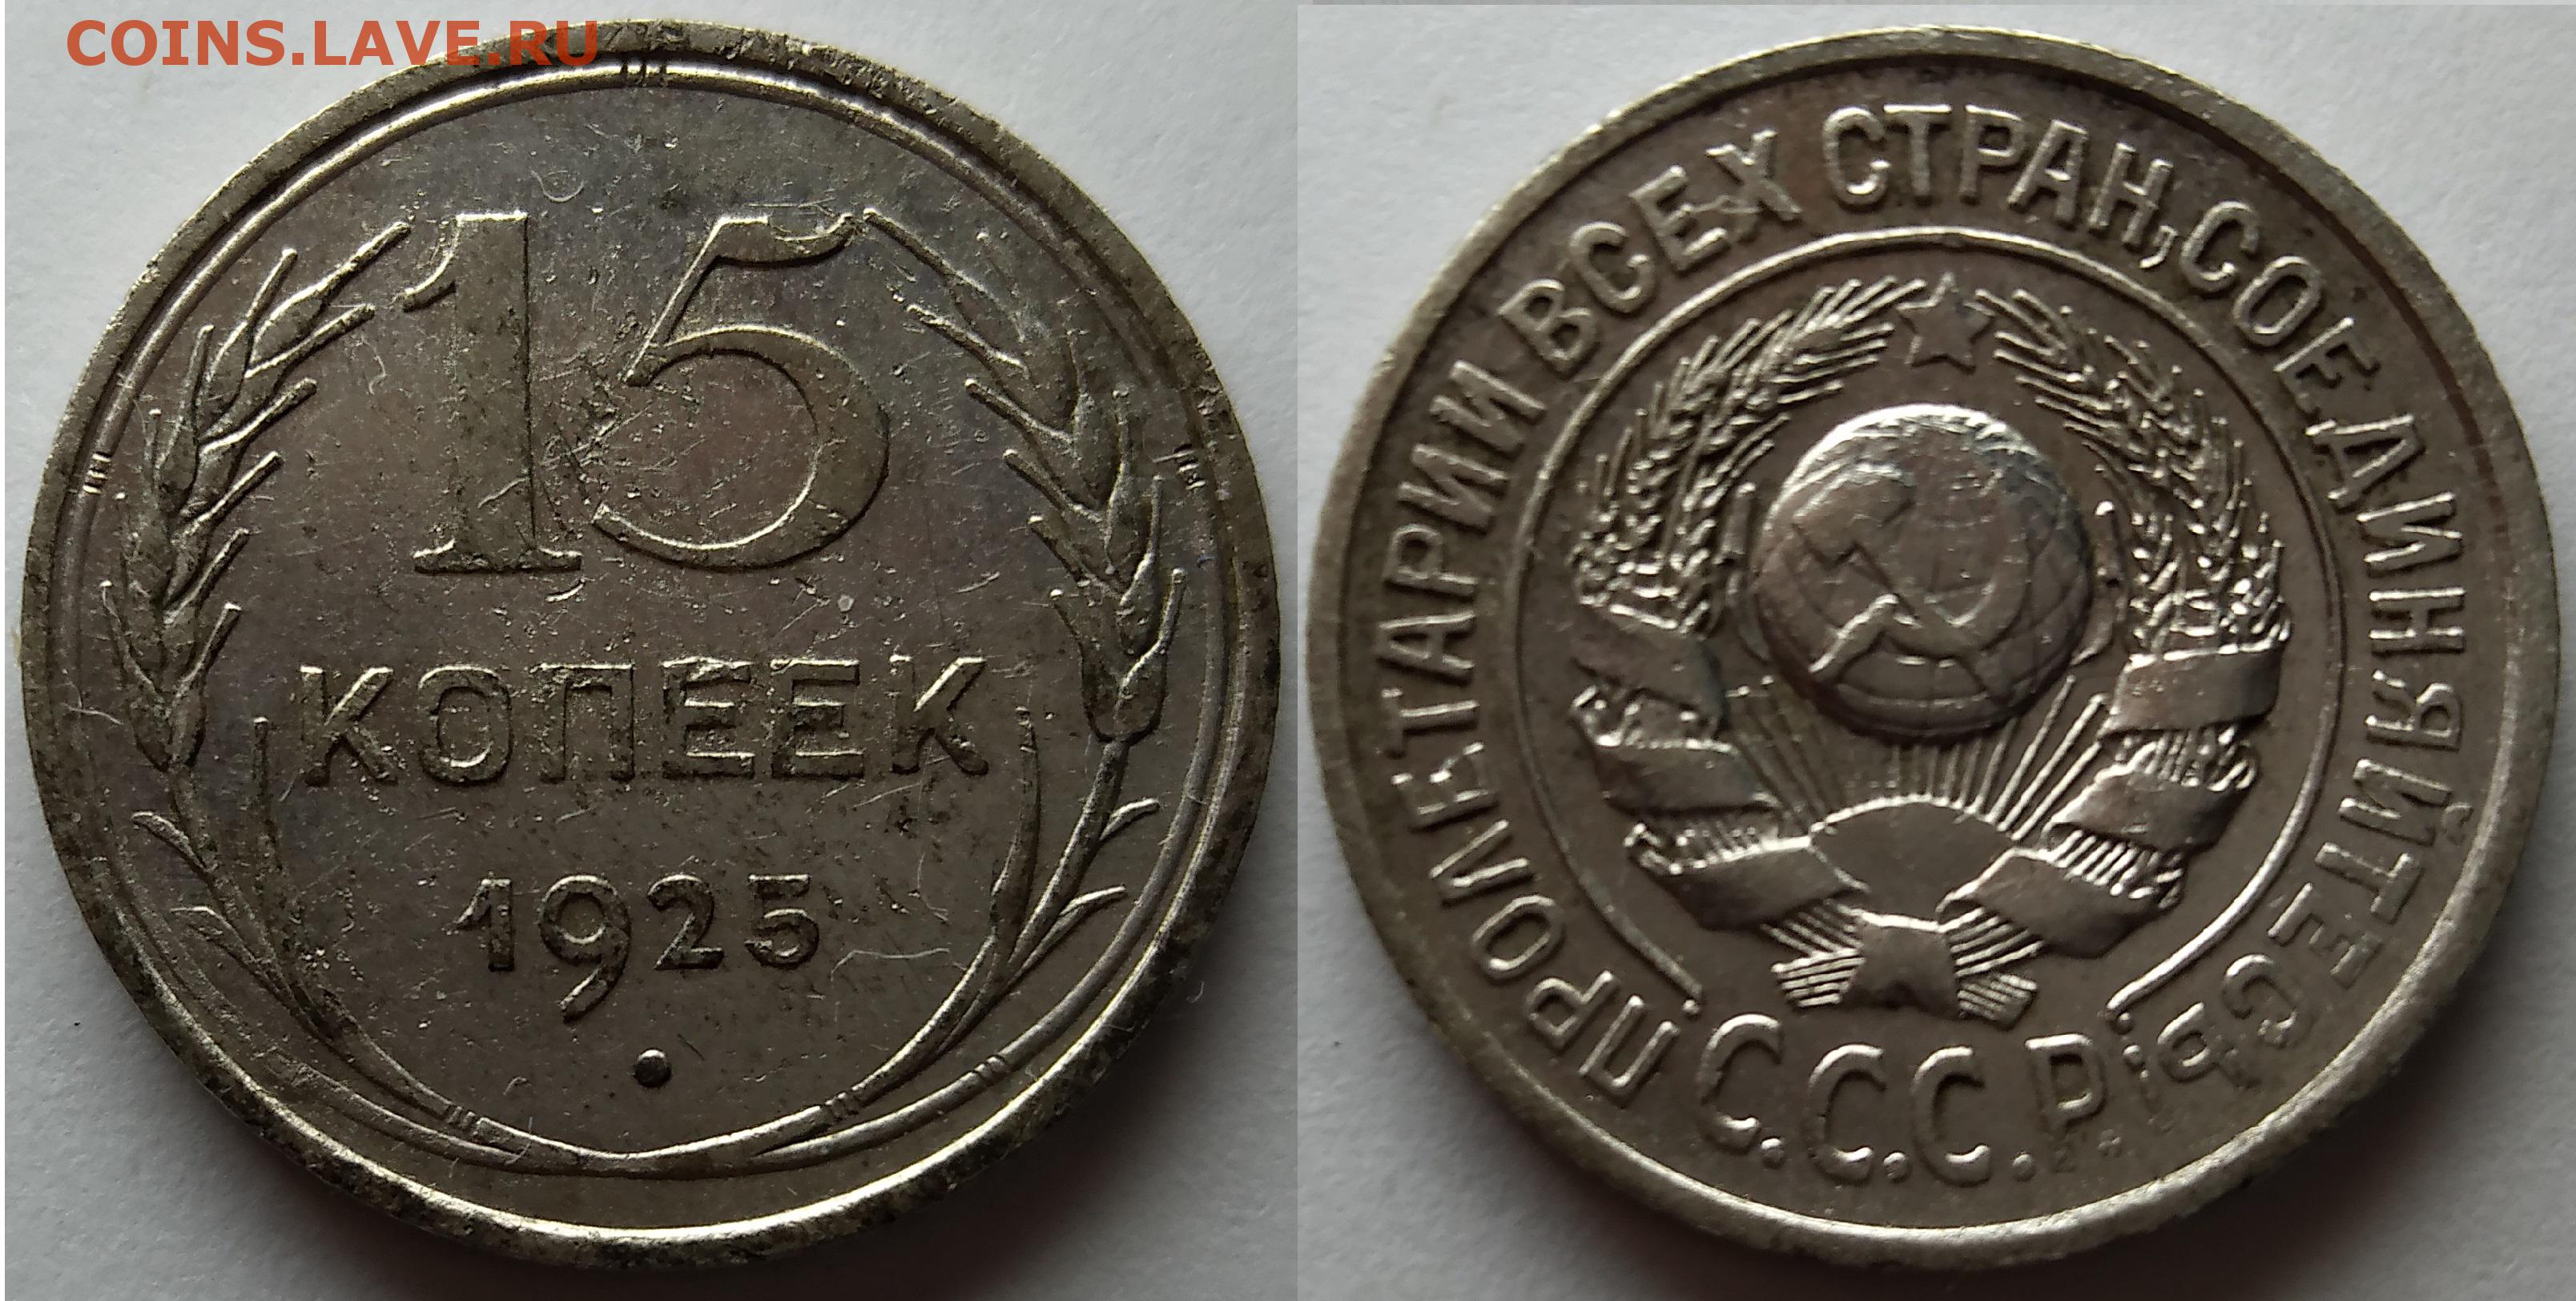 COINS.LAVE.RU
15
КОПЕЕК
1925
ПРОЛЕТАРИИ ВСЕХ СТРАН, СОЕДИНЯЙТЕСЬ
С.С.С.Р.